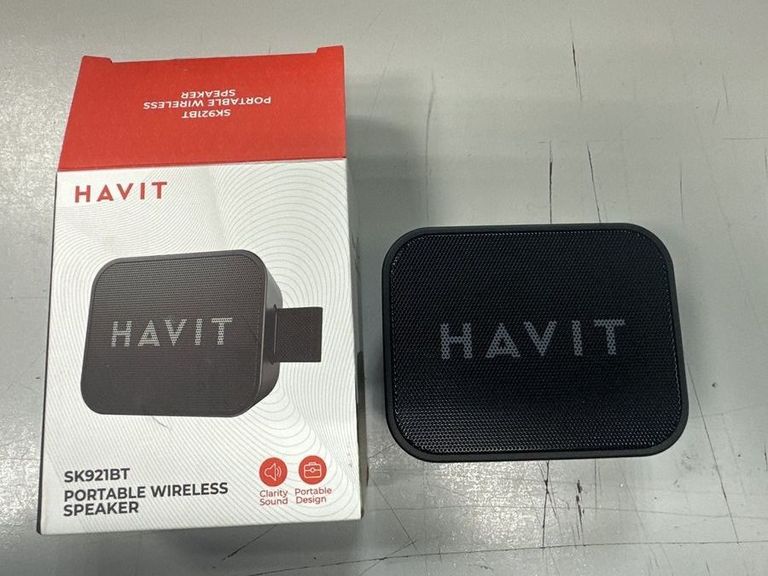 SK921BT
PORTABLE WIRELESS
SPEAKER
HAVIT
HAVIT
SK921BT
PORTABLE WIRELESS
SPEAKER
Clarity
Sound
Portable
Design
HAVIT